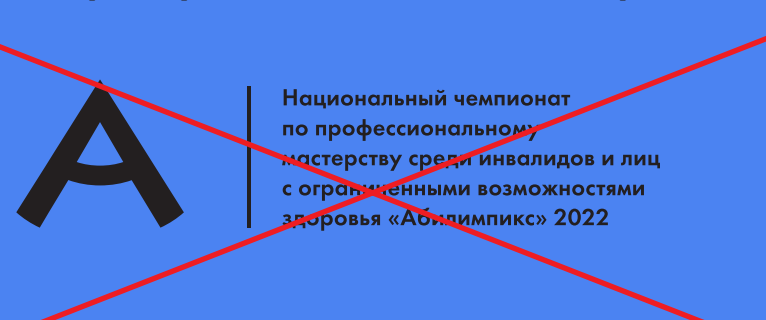 Национальный чемпионат
по профессиональному
мастерству среди инвалидов и лиц
с ограниченными возможностями
здоровья «Абилимпикс» 2022